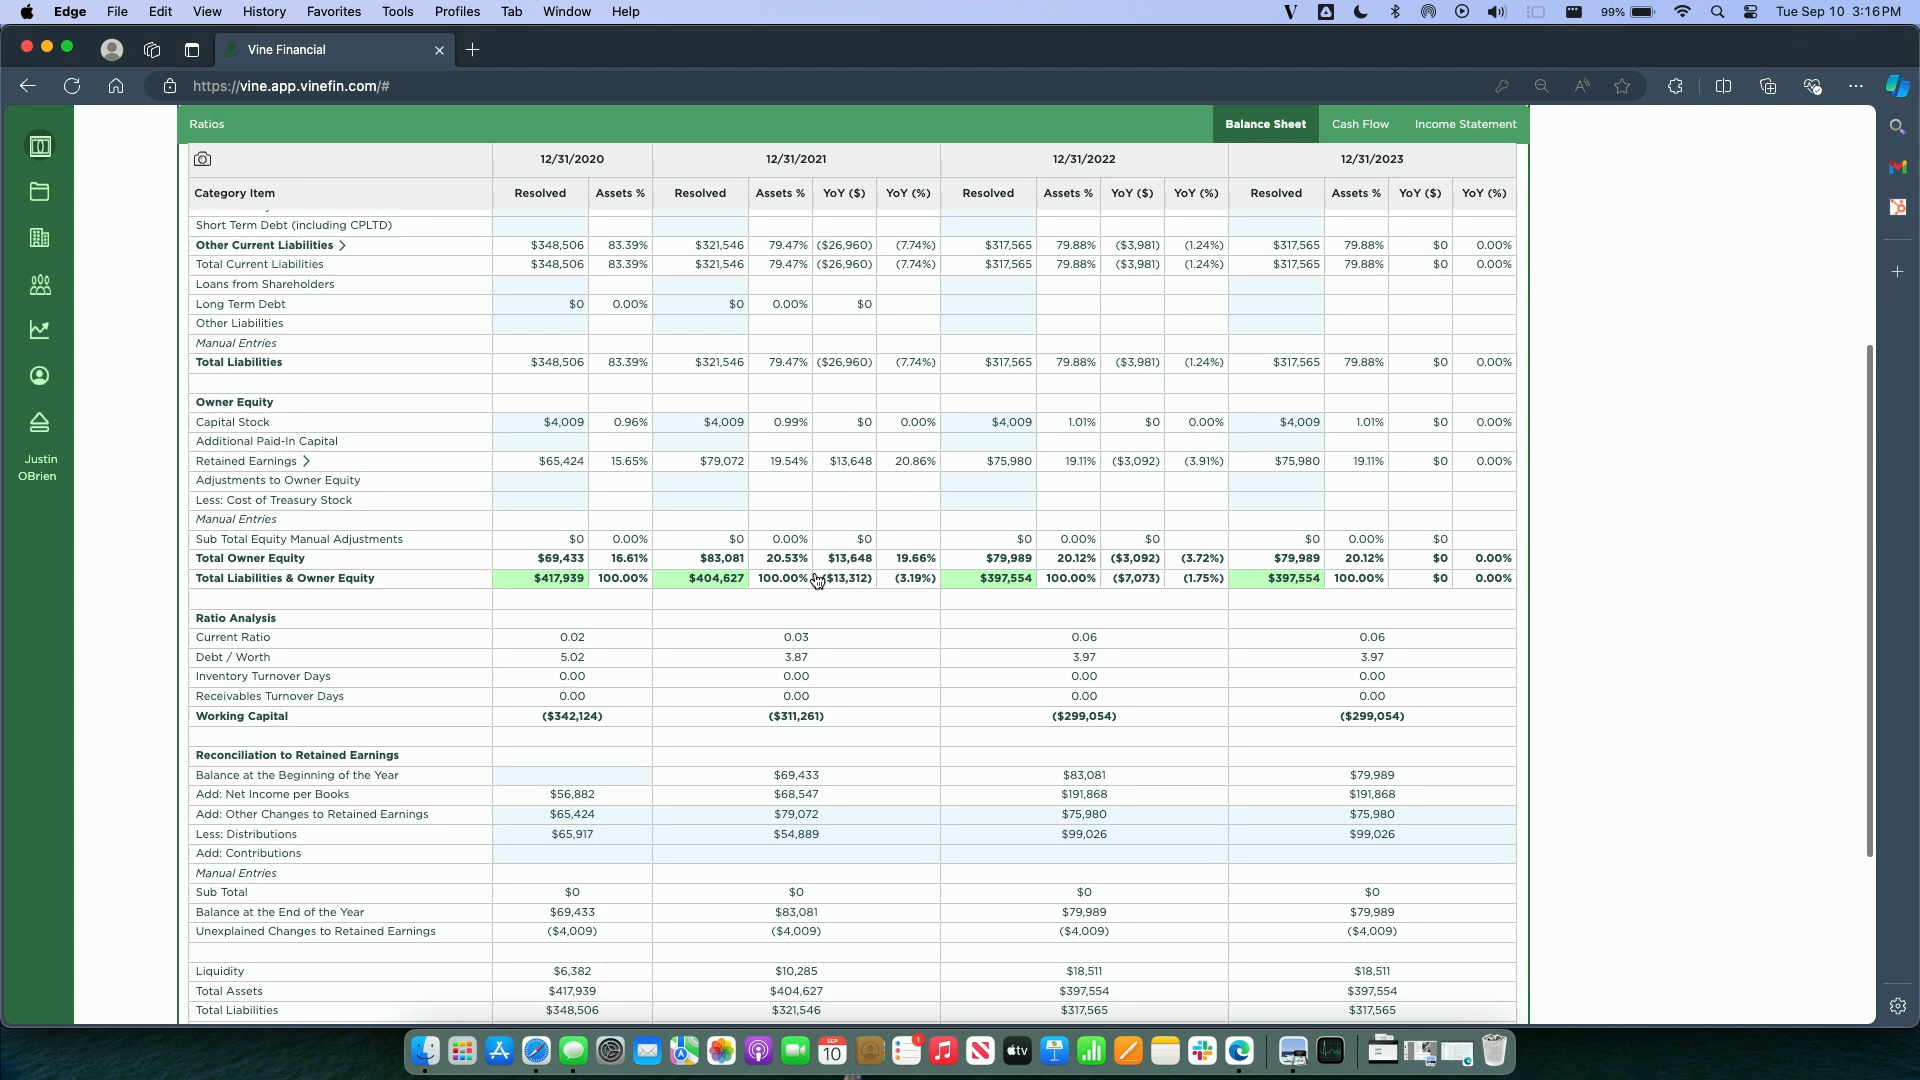 Edge File Edit View History Favorites Tools Profiles Tab Window Help 99% Tue Sep 10 3:16 PM
Vine Financial
https://vine.app.vinefin.com/#
Ratios Balance Sheet Cash Flow Income Statement
12/31/2020 12/31/2021 12/31/2022 12/31/2023
Category Item Resolved Assets % Resolved Assets % YoY ($) YoY (%) Resolved Assets % YoY ($) YoY (%) Resolved Assets % YoY ($) YoY (%)
Short Term Debt (including CPLTD)
Other Current Liabilities > $348,506 83.39% $321,546 79.47% ($26,960) (7.74%) $317,565 79.88% ($3,981) (1.24%) $317,565 79.88% $0 0.00%
Total Current Liabilities $348,506 83.39% $321,546 79.47% ($26,960) (7.74%) $317,565 79.88% ($3,981) (1.24%) $317,565 79.88% $0 0.00%
Loans from Shareholders
Long Term Debt $0 0.00% $0 0.00% $0
Other Liabilities
Manual Entries
Total Liabilities $348,506 83.39% $321,546 79.47% ($26,960) (7.74%) $317,565 79.88% ($3,981) (1.24%) $317,565 79.88% $0 0.00%
Owner Equity
Capital Stock $4,009 0.96% $4,009 0.99% $0 0.00% $4,009 1.01% $0 0.00% $4,009 1.01% $0 0.00%
Additional Paid-In Capital
Retained Earnings > $65,424 15.65% $79,072 19.54% $13,648 20.86% $75,980 19.11% ($3,092) (3.91%) $75,980 19.11% $0 0.00%
Adjustments to Owner Equity
Less: Cost of Treasury Stock
Manual Entries
Sub Total Equity Manual Adjustments $0 0.00% $0 0.00% $0 $0 0.00% $0 $0 0.00% $0
Total Owner Equity $69,433 16.61% $83,081 20.53% $13,648 19.66% $79,989 20.12% ($3,092) (3.72%) $79,989 20.12% $0 0.00%
Total Liabilities & Owner Equity $417,939 100.00% $404,627 100.00% ($13,312) (3.19%) $397,554 100.00% ($7,073) (1.75%) $397,554 100.00% $0 0.00%
Ratio Analysis
Current Ratio 0.02 0.03 0.06 0.06
Debt / Worth 5.02 3.87 3.97 3.97
Inventory Turnover Days 0.00 0.00 0.00 0.00
Receivables Turnover Days 0.00 0.00 0.00 0.00
Working Capital ($342,124) ($311,261) ($299,054) ($299,054)
Reconciliation to Retained Earnings
Balance at the Beginning of the Year $69,433 $83,081 $79,989
Add: Net Income per Books $56,882 $68,547 $191,868 $191,868
Add: Other Changes to Retained Earnings $65,424 $79,072 $75,980 $75,980
Less: Distributions $65,917 $54,889 $99,026 $99,026
Add: Contributions
Manual Entries
Sub Total $0 $0 $0 $0
Balance at the End of the Year $69,433 $83,081 $79,989 $79,989
Unexplained Changes to Retained Earnings ($4,009) ($4,009) ($4,009) ($4,009)
Liquidity $6,382 $10,285 $18,511 $18,511
Total Assets $417,939 $404,627 $397,554 $397,554
Total Liabilities $348,506 $321,546 $317,565 $317,565
Justin
OBrien
SEP
10
1
tv